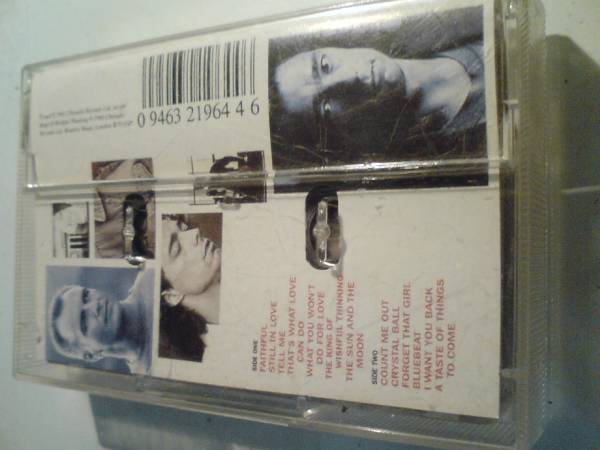 0 9463 21964 4 6
SIDE ONE
FAITHFUL
STILL IN LOVE
TELL ME
THAT'S WHAT LOVE
CAN DO
WHAT YOU WON'T
DO FOR LOVE
THE KING OF
WISHFUL THINKING
THE SUN AND THE
MOON
SIDE TWO
COUNT ME OUT
CRYSTAL BALL
FORGET THAT GIRL
BLUEBEAT
I WANT YOU BACK
A TASTE OF THINGS
TO COME